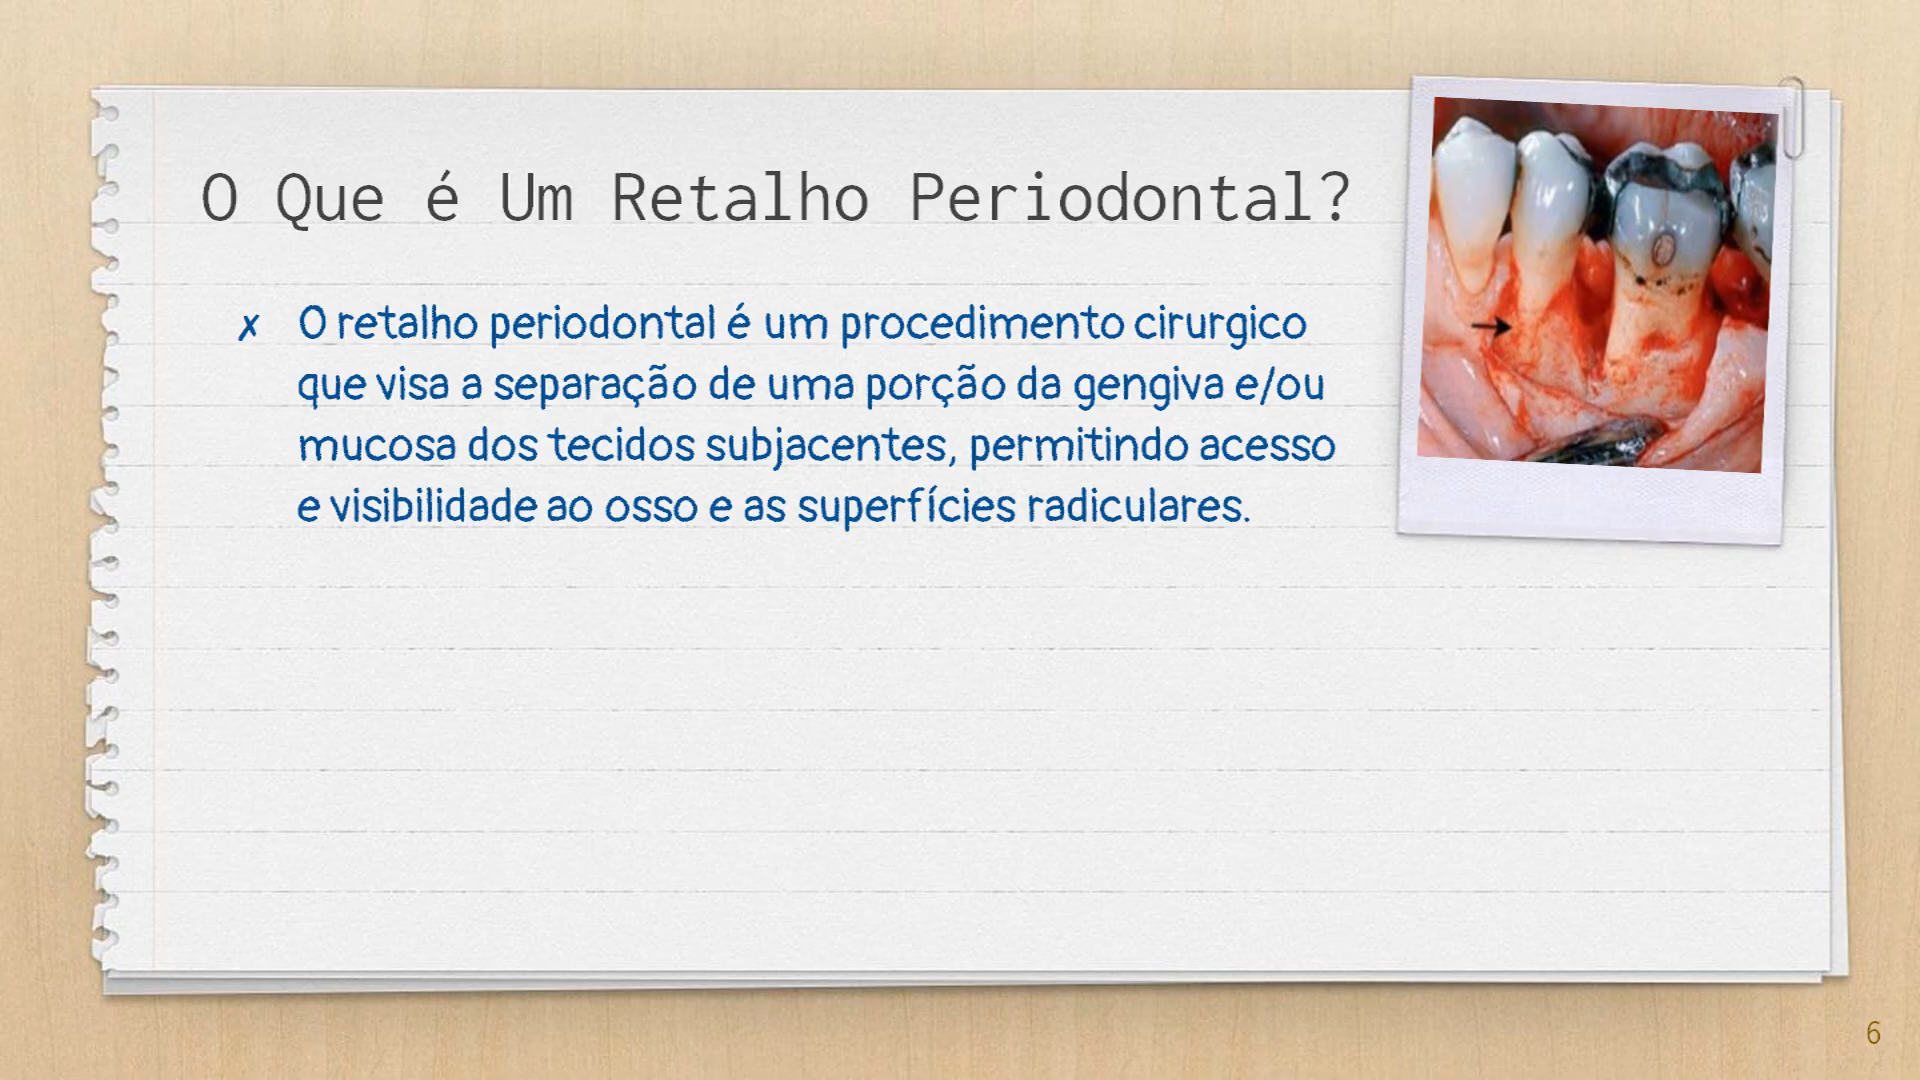 O Que é Um Retalho Periodontal?
✗ O retalho periodontal é um procedimento cirurgico
que visa a separação de uma porção da gengiva e/ou
mucosa dos tecidos subjacentes, permitindo acesso
e visibilidade ao osso e as superfícies radiculares.
6